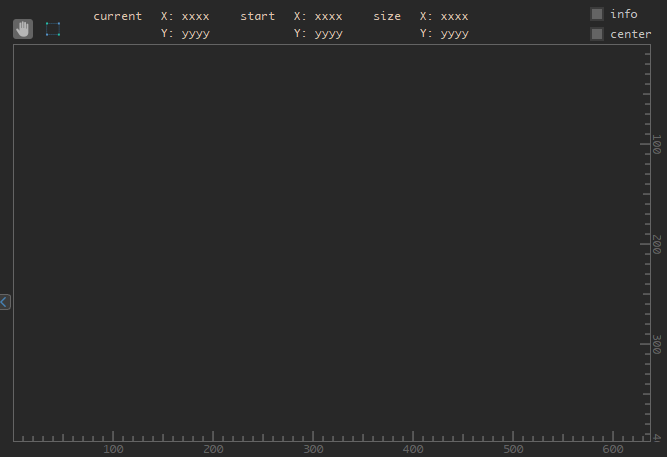 current X: xxxx start X: xxxx size X: xxxx info
Y: yyyy Y: yyyy Y: yyyy center
100
200
300
100 200 300 400 500 600